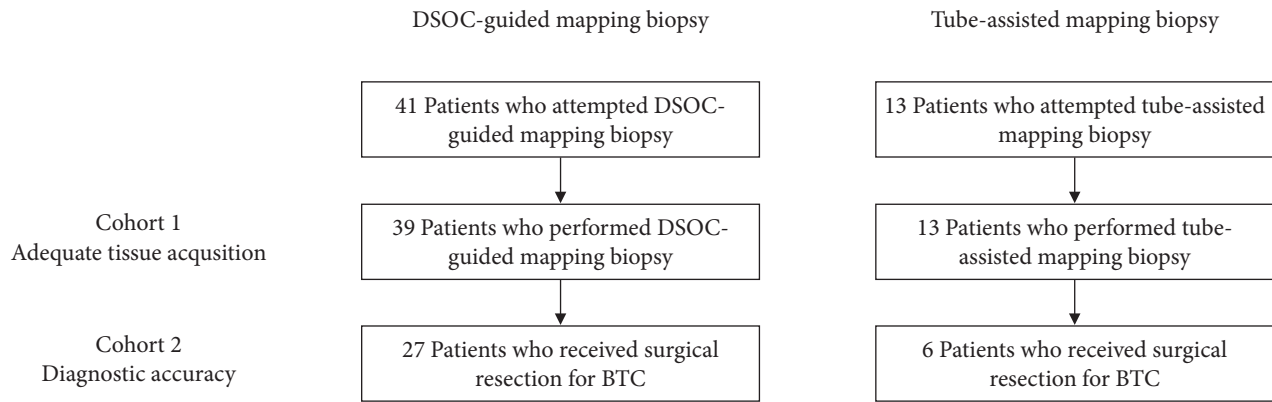 DSOC-guided mapping biopsy
Tube-assisted mapping biopsy
41 Patients who attempted DSOC-
guided mapping biopsy
13 Patients who attempted tube-assisted
mapping biopsy
Cohort 1
Adequate tissue acqusition
39 Patients who performed DSOC-
guided mapping biopsy
13 Patients who performed tube-
assisted mapping biopsy
Cohort 2
Diagnostic accuracy
27 Patients who received surgical
resection for BTC
6 Patients who received surgical
resection for BTC